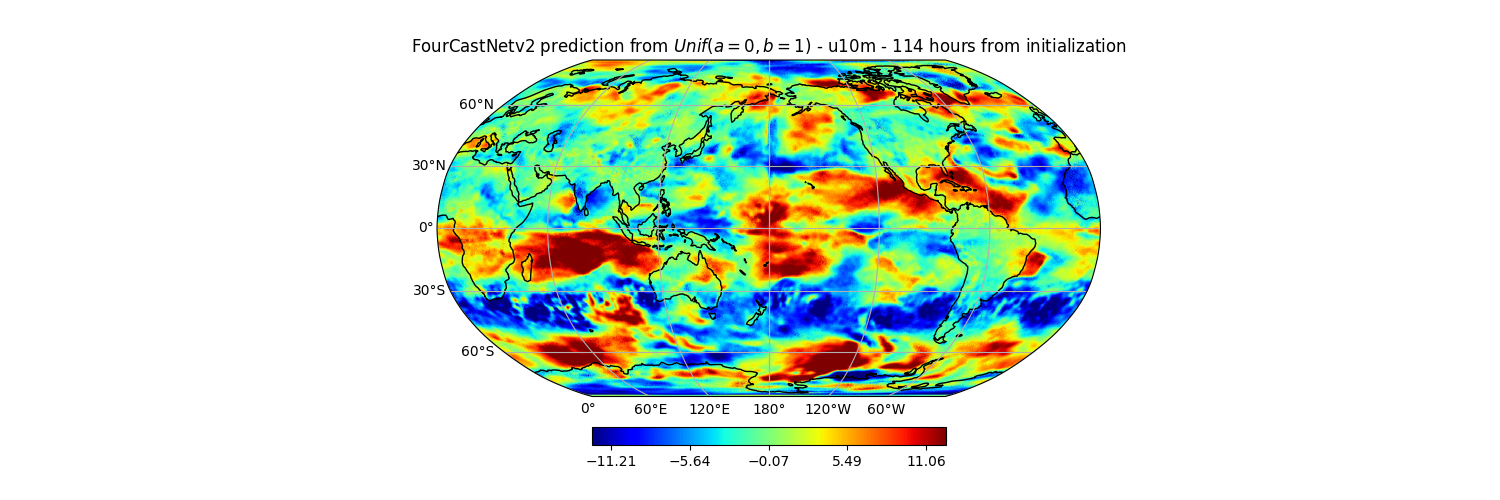 FourCastNetv2 prediction from Unif(a = 0, b = 1) - u10m - 114 hours from initialization
60°N
30°N
0°
30°S
60°S
0° 60°E 120°E 180° 120°W 60°W
−11.21 −5.64 −0.07 5.49 11.06